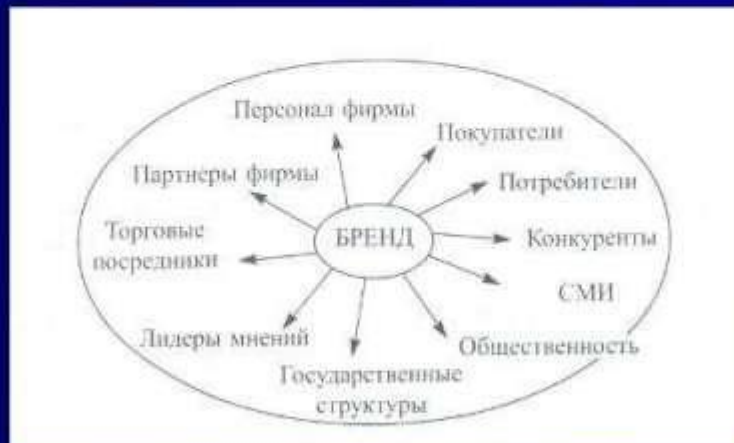 Персонал фирмы
Покупатели
Партнеры фирмы
Потребители
Торговые
посредники
БРЕНД
Конкуренты
СМИ
Лидеры мнений
Общественность
Государственные
структуры